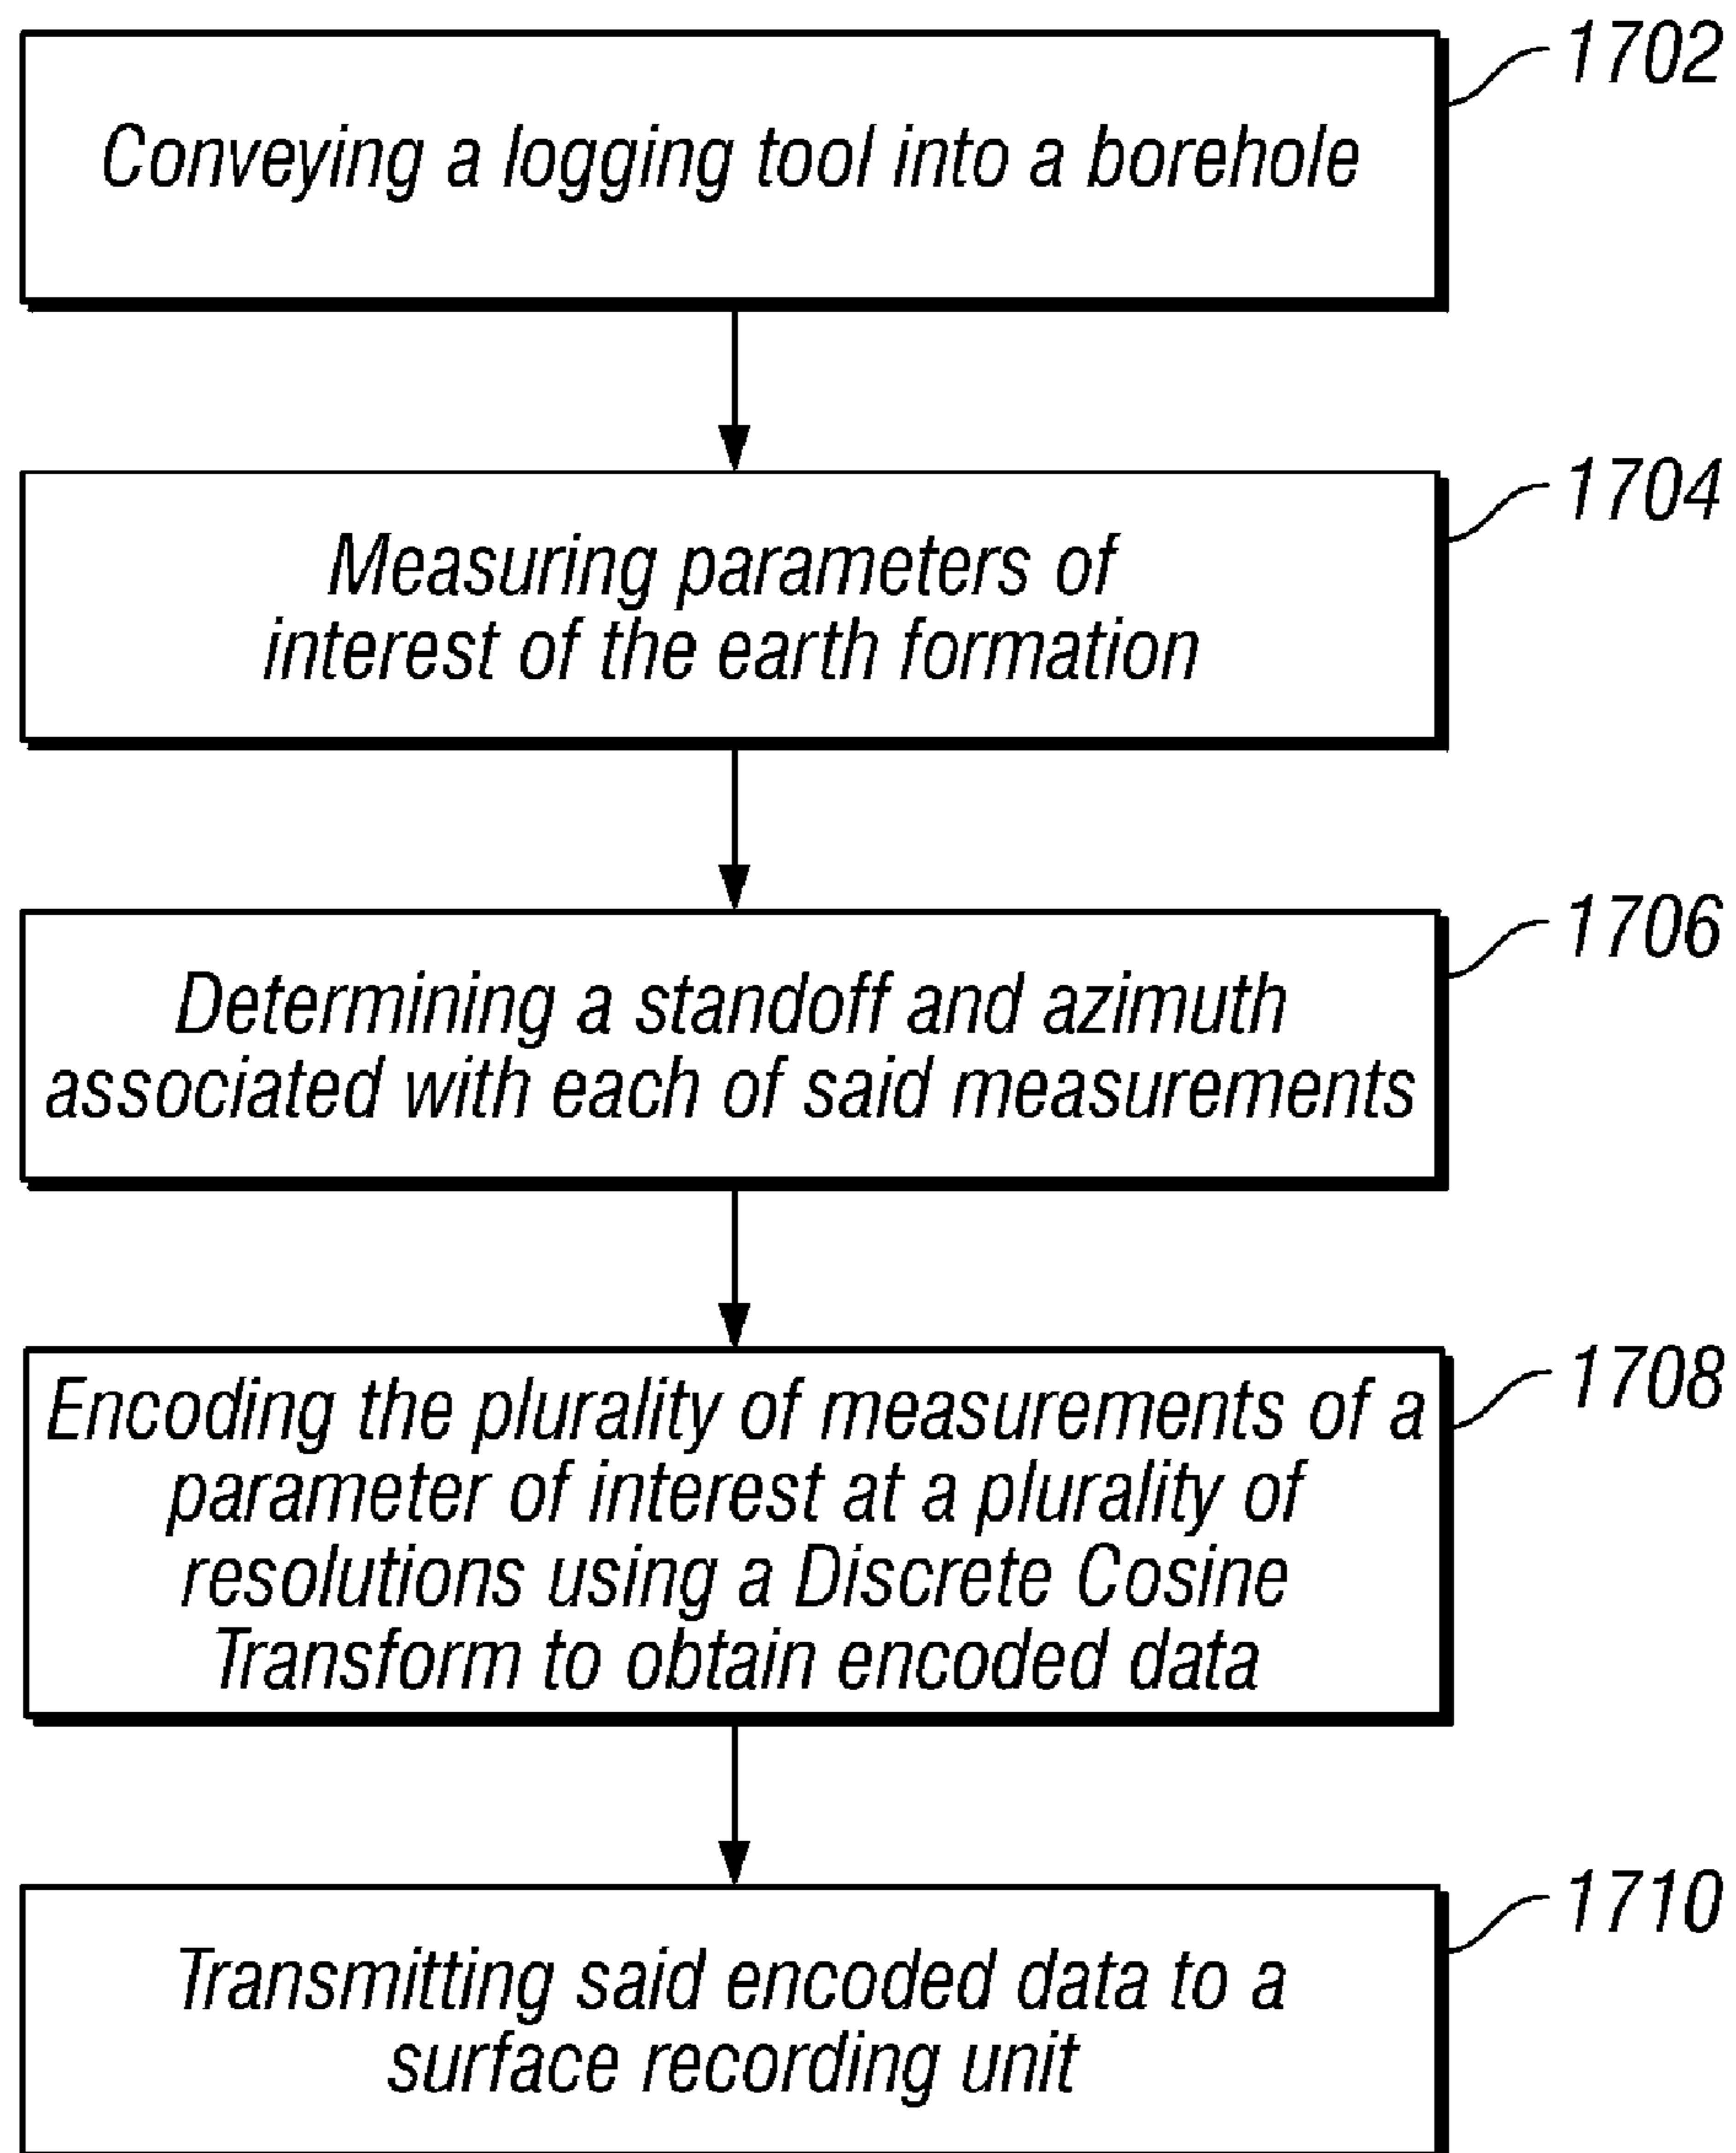 1702
Conveying a logging tool into a borehole
1704
Measuring parameters of
interest of the earth formation
1706
Determining a standoff and azimuth
associated with each of said measurements
1708
Encoding the plurality of measurements of a
parameter of interest at a plurality of
resolutions using a Discrete Cosine
Transform to obtain encoded data
1710
Transmitting said encoded data to a
surface recording unit